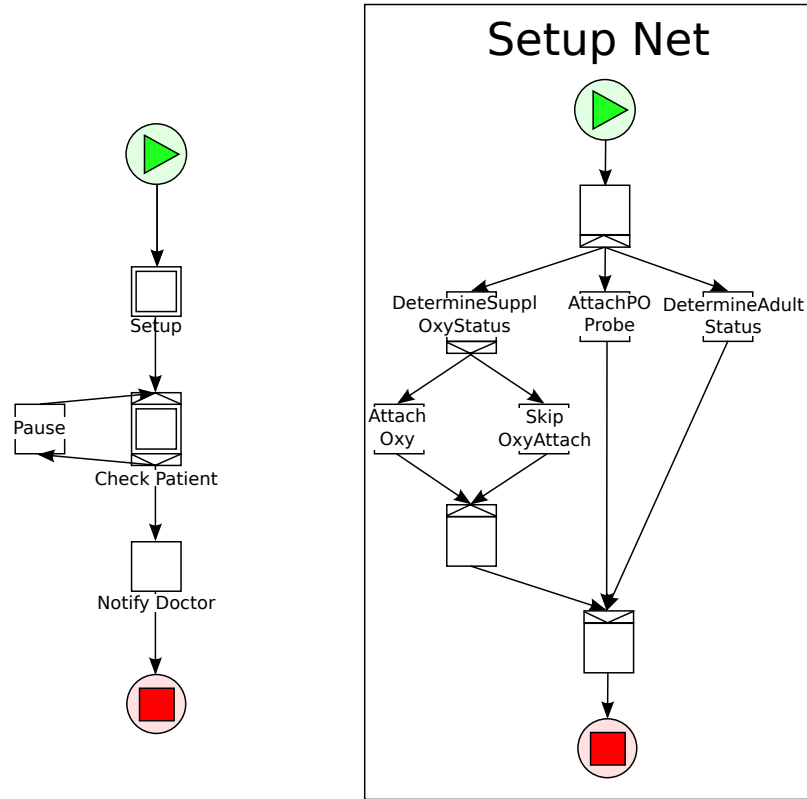 Setup
Pause
Check Patient
Notify Doctor
Setup Net
DetermineSuppl
OxyStatus
AttachPO
Probe
DetermineAdult
Status
Attach
Oxy
Skip
OxyAttach